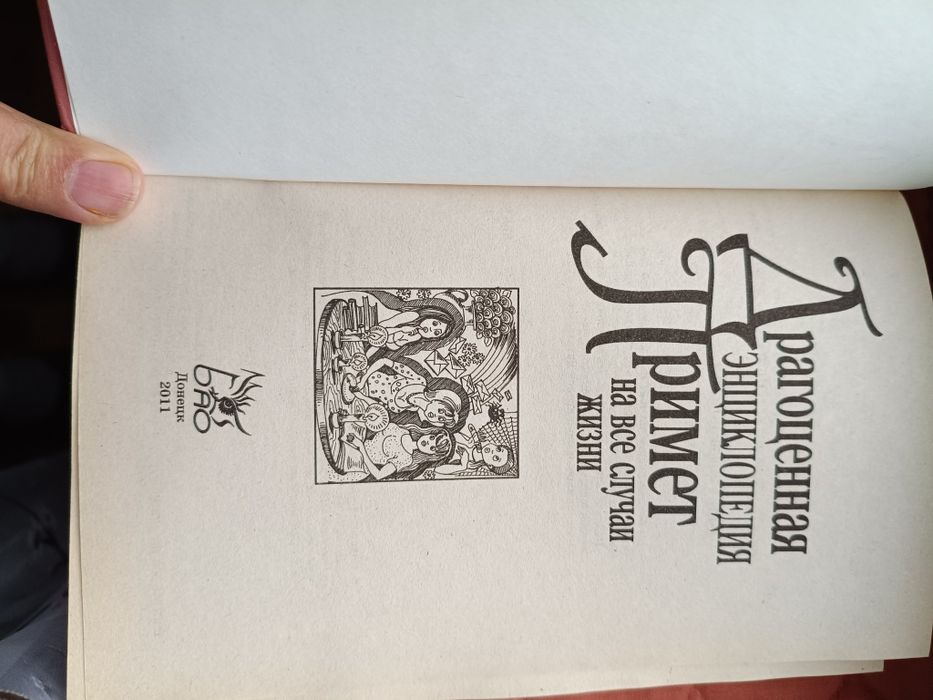 Драгоценная
энциклопедия
Примет
на все случаи
жизни
БАО
Донецк
2011